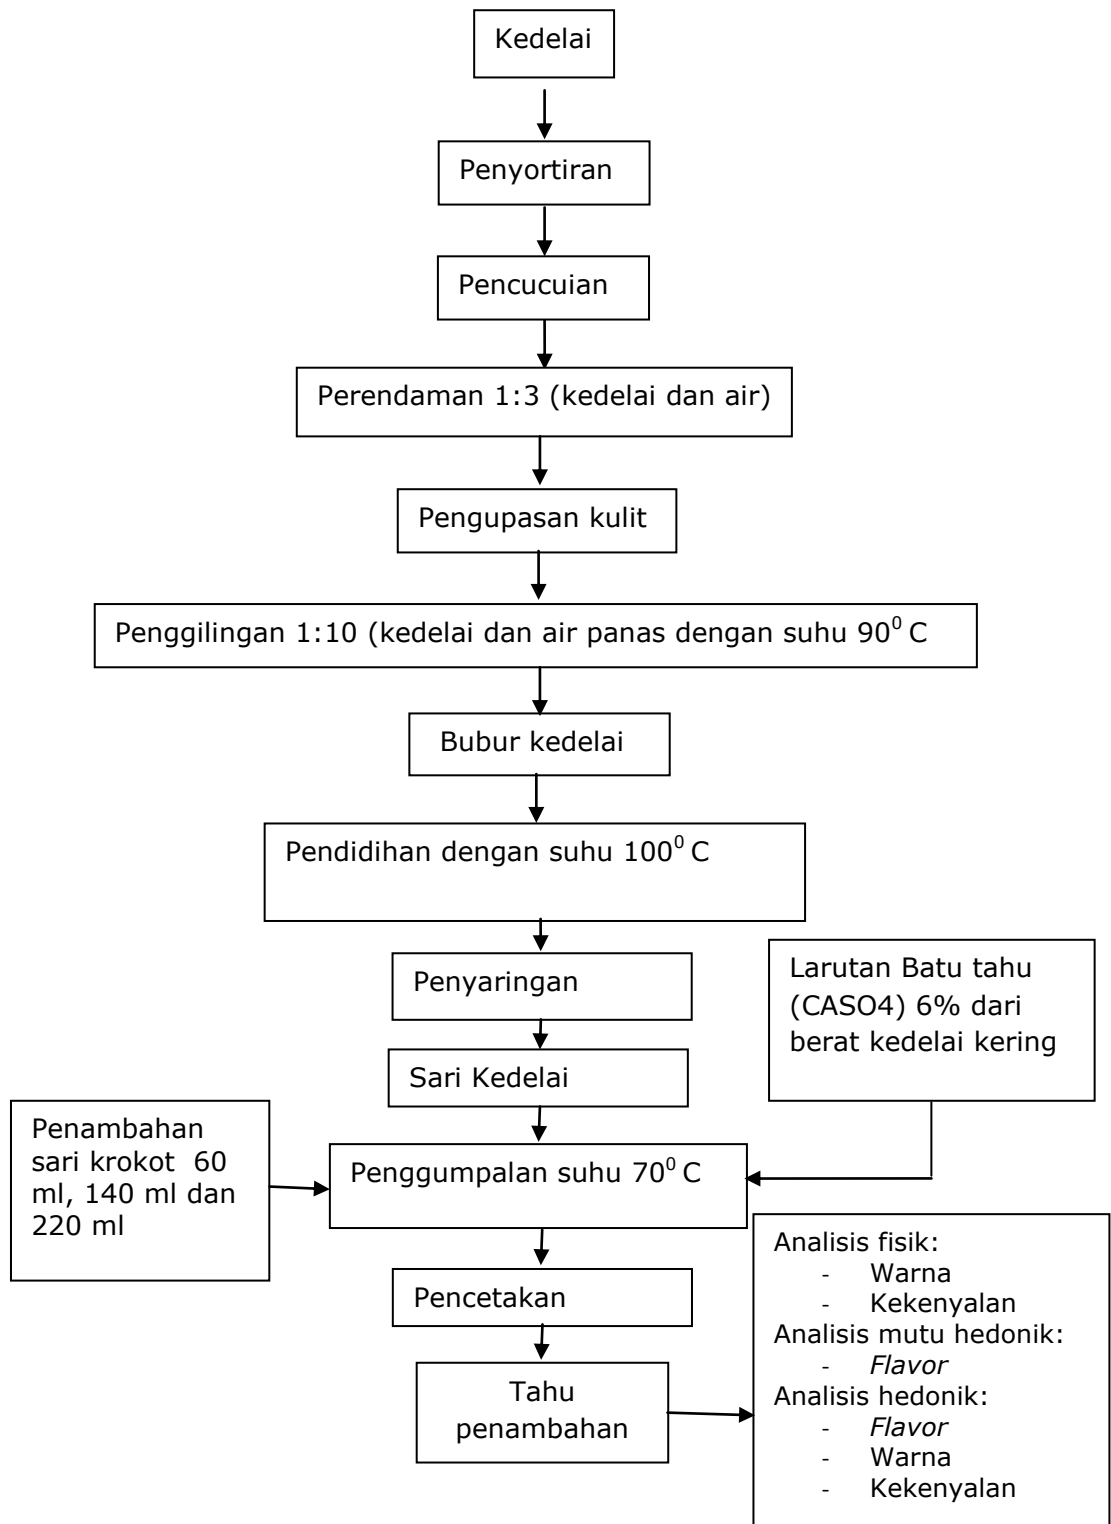 Kedelai
Penyortiran
Pencucuian
Perendaman 1:3 (kedelai dan air)
Pengupasan kulit
Penggilingan 1:10 (kedelai dan air panas dengan suhu 90⁰ C
Bubur kedelai
Pendidihan dengan suhu 100⁰ C
Penyaringan
Larutan Batu tahu
(CASO4) 6% dari
berat kedelai kering
Sari Kedelai
Penambahan
sari krokot 60
ml, 140 ml dan
220 ml
Penggumpalan suhu 70⁰ C
Pencetakan
Tahu
penambahan
Analisis fisik:
- Warna
- Kekenyalan
Analisis mutu hedonik:
- Flavor
Analisis hedonik:
- Flavor
- Warna
- Kekenyalan